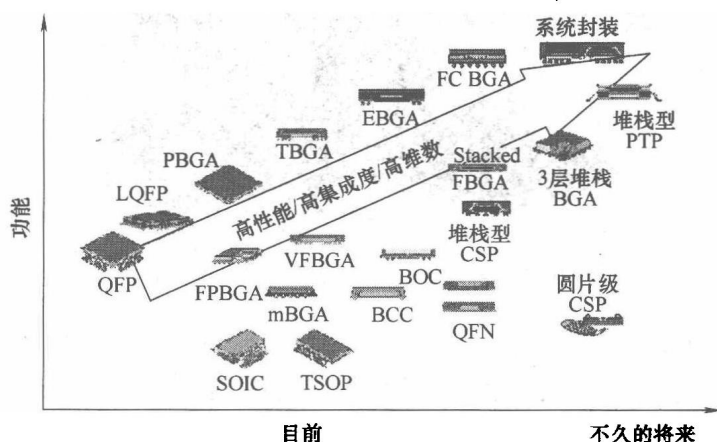 系统封装
FC BGA
EBGA
堆栈型
PTP
TBGA
PBGA
Stacked
FBGA
3层堆栈
BGA
LQFP
高性能/高集成度/高维数
功能
堆栈型
CSP
VFBGA
BOC
QFP
FPBGA
圆片级
CSP
mBGA
BCC
QFN
SOIC
TSOP
目前
不久的将来